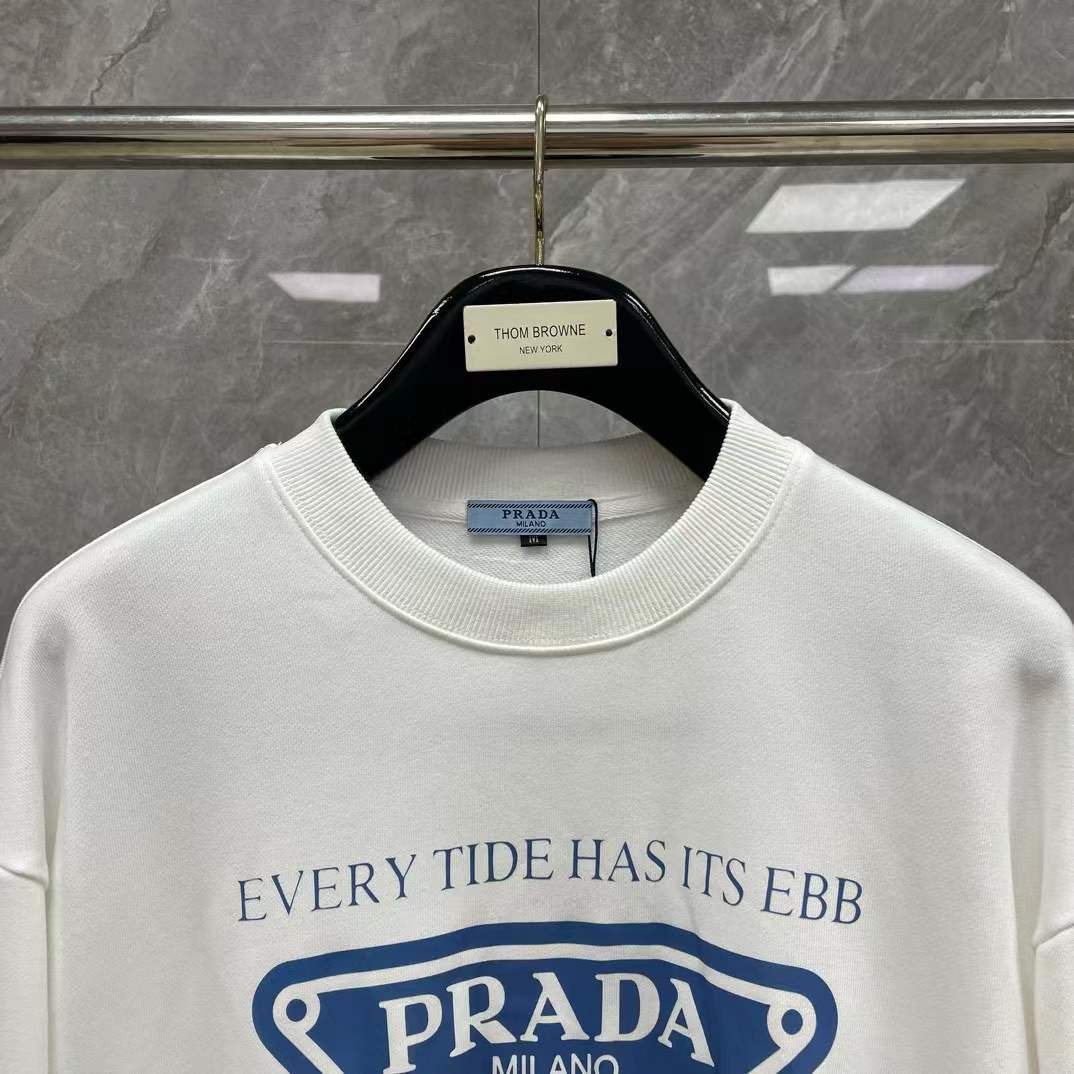 THOM BROWNE
NEW YORK
PRADA
MILANO
EVERY TIDE HAS ITS EBB
PRADA
MILANO